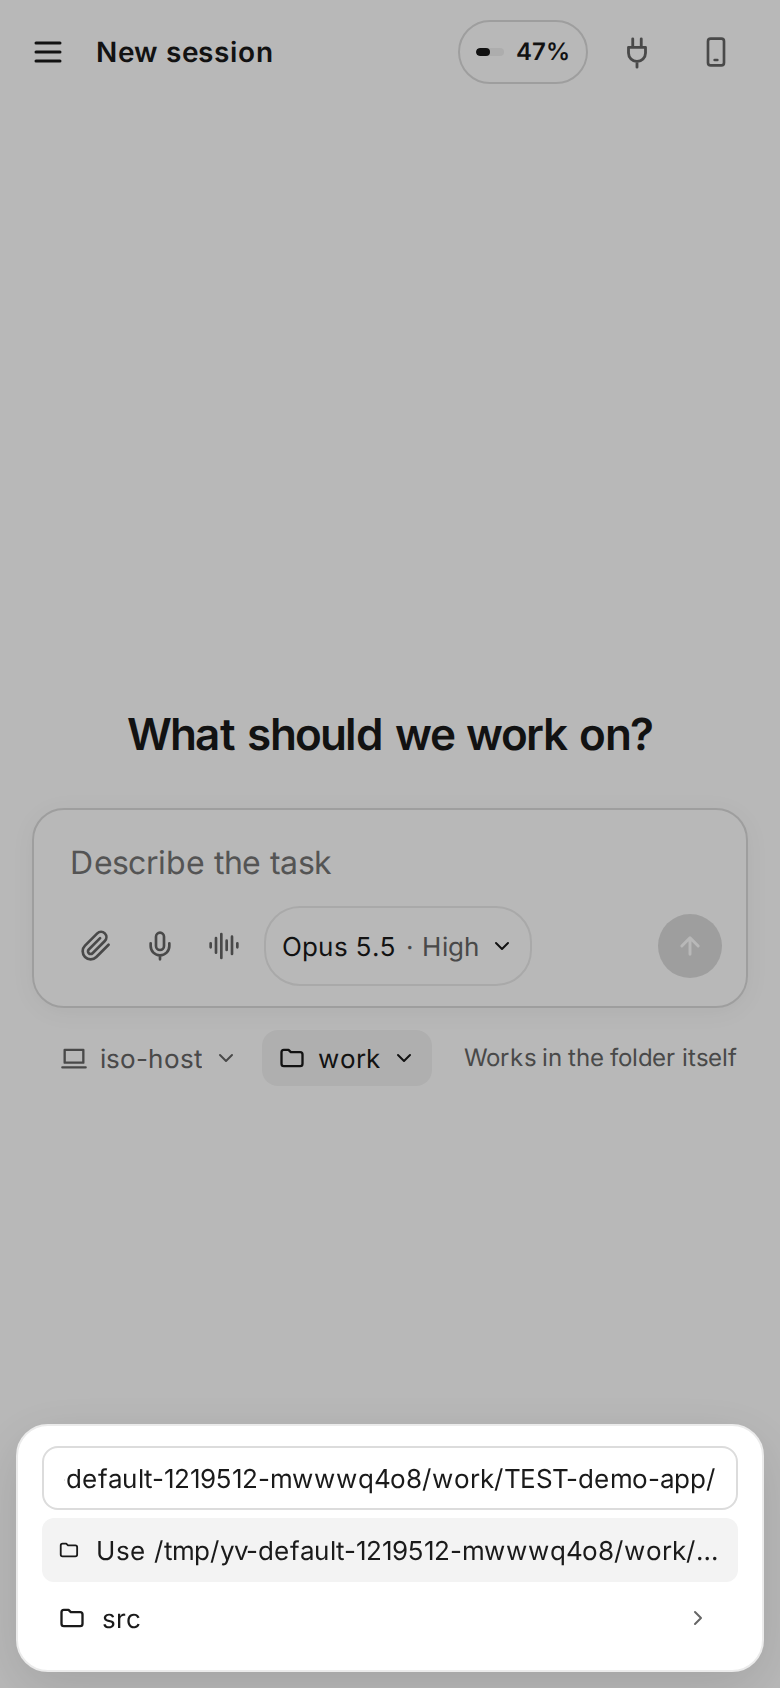 New session
47%
What should we work on?
Describe the task
Opus 5.5 · High
iso-host
work
Works in the folder itself
default-1219512-mwwwq4o8/work/TEST-demo-app/
Use /tmp/yv-default-1219512-mwwwq4o8/work/...
src